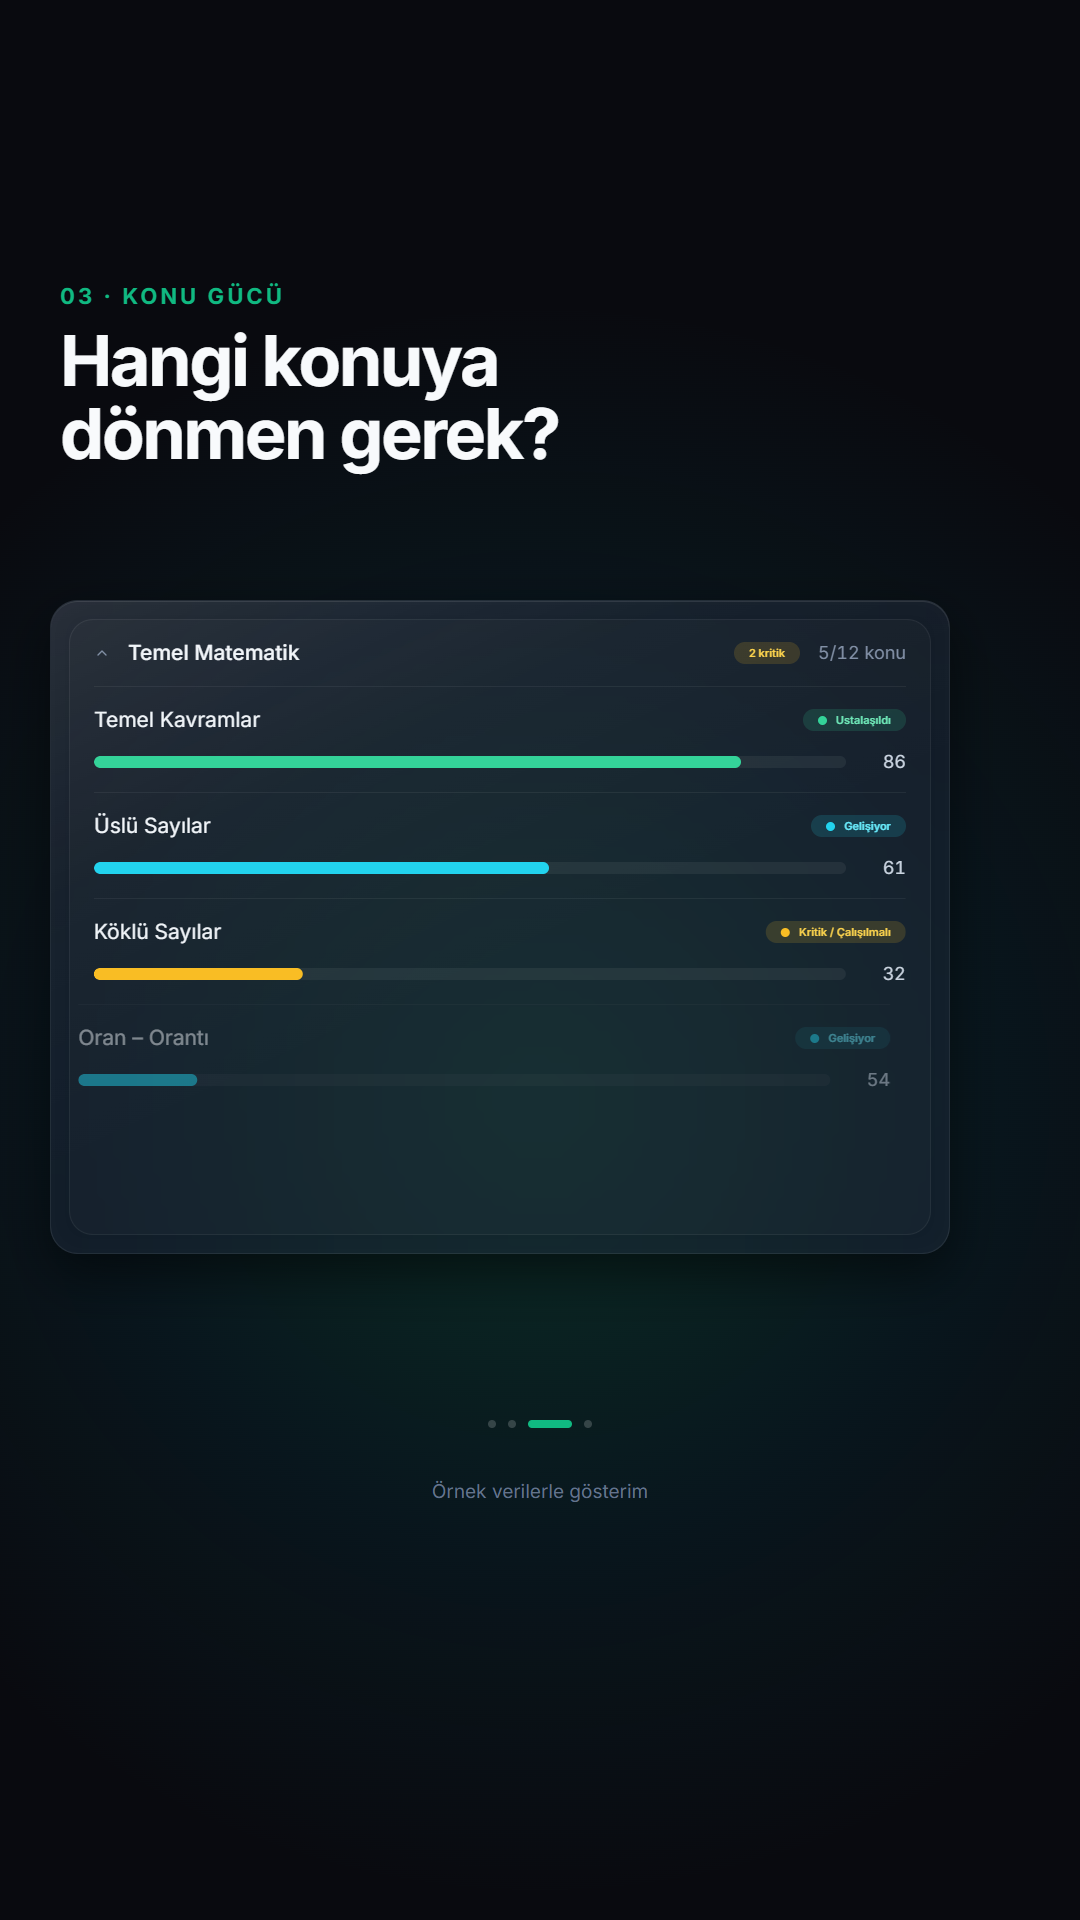 03 · KONU GÜCÜ
Hangi konuya
dönmen gerek?
Temel Matematik 2 kritik 5/12 konu
Temel Kavramlar Ustalaşıldı
86
Üslü Sayılar Gelişiyor
61
Köklü Sayılar Kritik / Çalışılmalı
32
Oran – Orantı Gelişiyor
54
Örnek verilerle gösterim